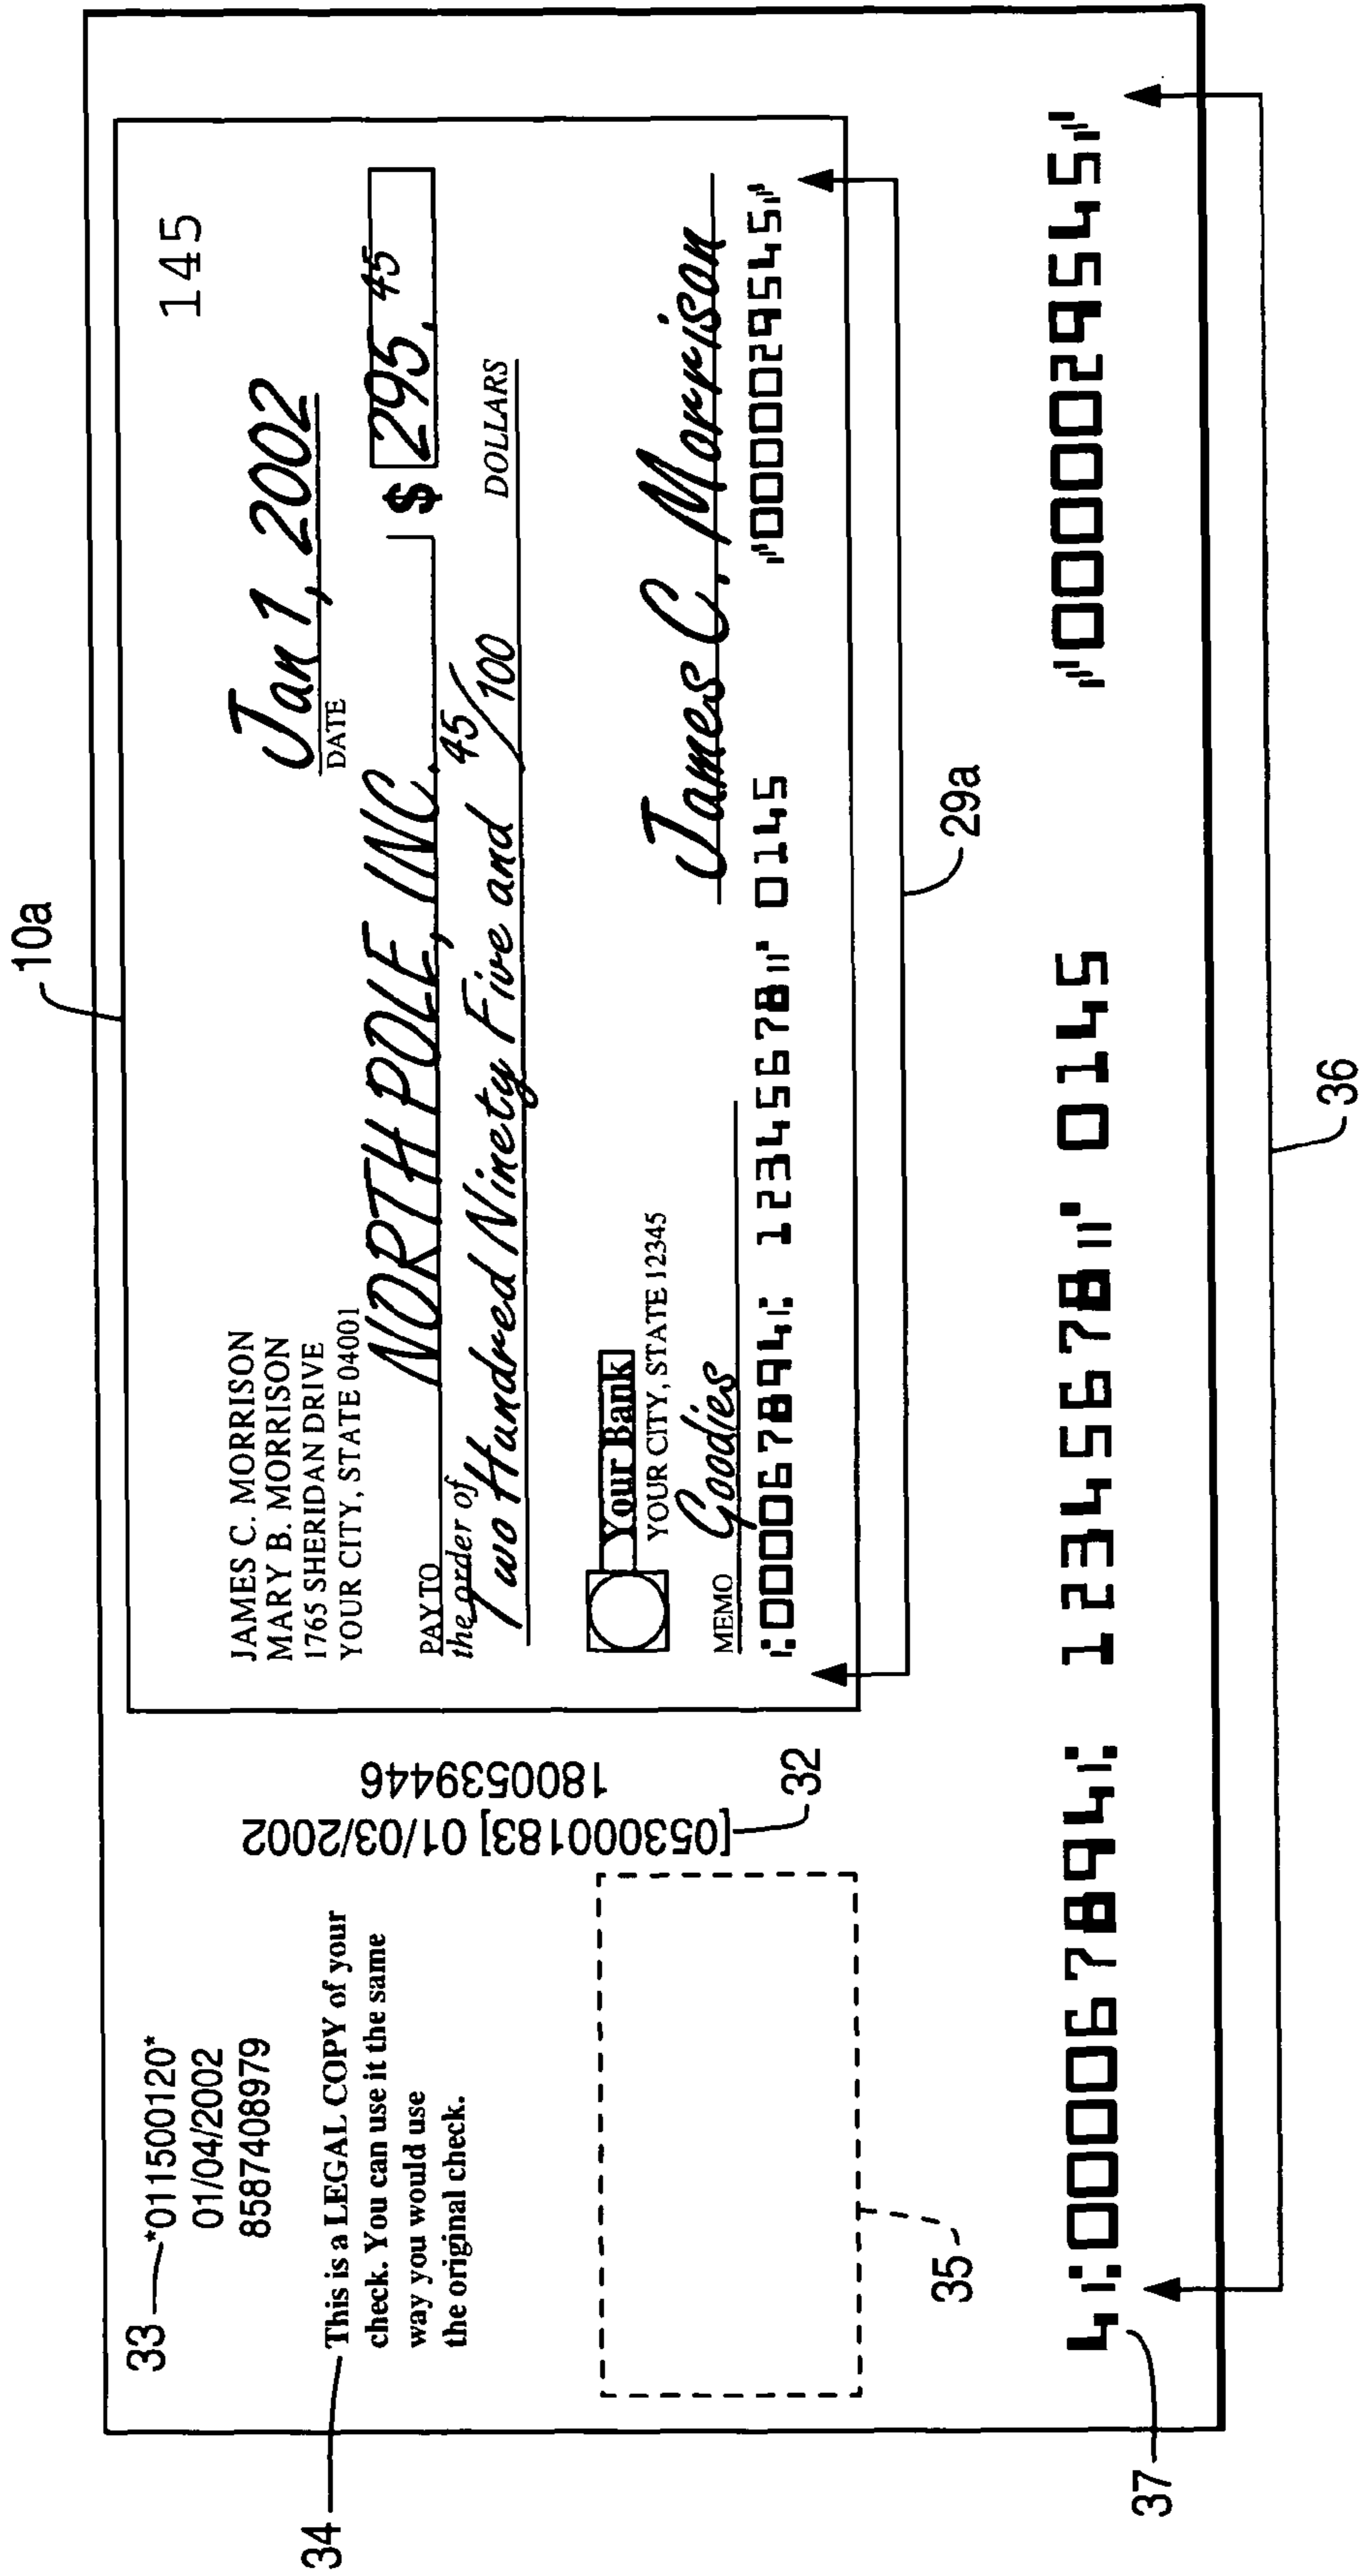 10a
33
*011500120*
01/04/2002
8587408979
34
This is a LEGAL COPY of your
check. You can use it the same
way you would use
the original check.
[053000183] 01/03/2002
1800539446
32
35
JAMES C. MORRISON
MARY B. MORRISON
1765 SHERIDAN DRIVE
YOUR CITY, STATE 04001
145
Jan 1, 2002
DATE
PAY TO
the order of
NORTH POLE, INC.
$ 295.45
Two Hundred Ninety Five and 45/100
DOLLARS
Your Bank
YOUR CITY, STATE 12345
MEMO Goodies
James C. Morrison
⑆00067894⑆ 12345678⑈ 0145 ⑈0000029545⑈
29a
4⑆00067894⑆ 12345678⑈ 0145 ⑈0000029545⑈
37
36